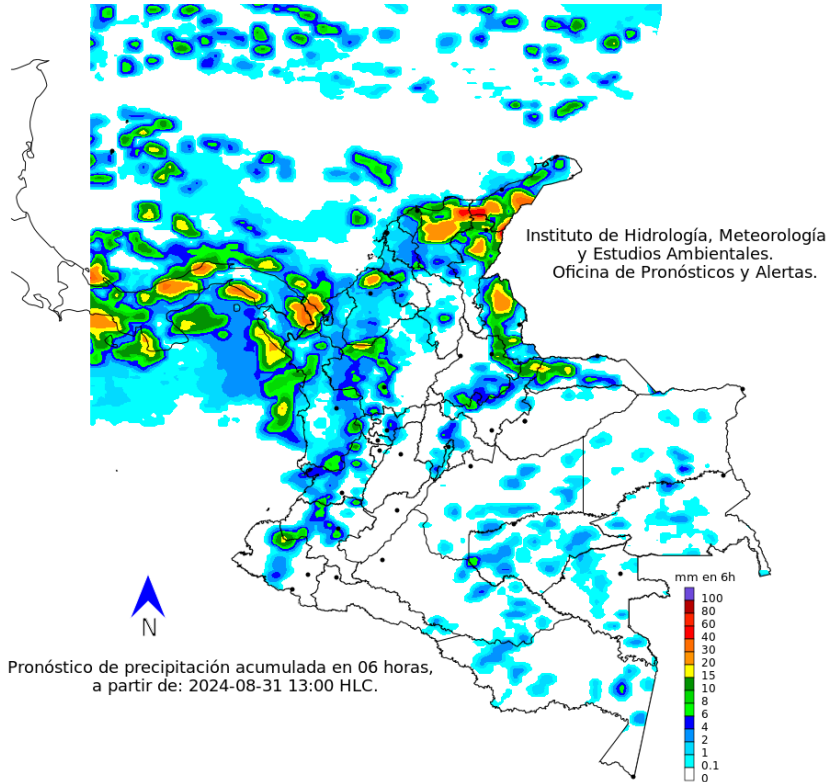 Instituto de Hidrología, Meteorología
y Estudios Ambientales.
Oficina de Pronósticos y Alertas.
N
Pronóstico de precipitación acumulada en 06 horas,
a partir de: 2024-08-31 13:00 HLC.
mm en 6h
100
80
60
40
30
20
15
10
8
6
4
2
1
0.1
0